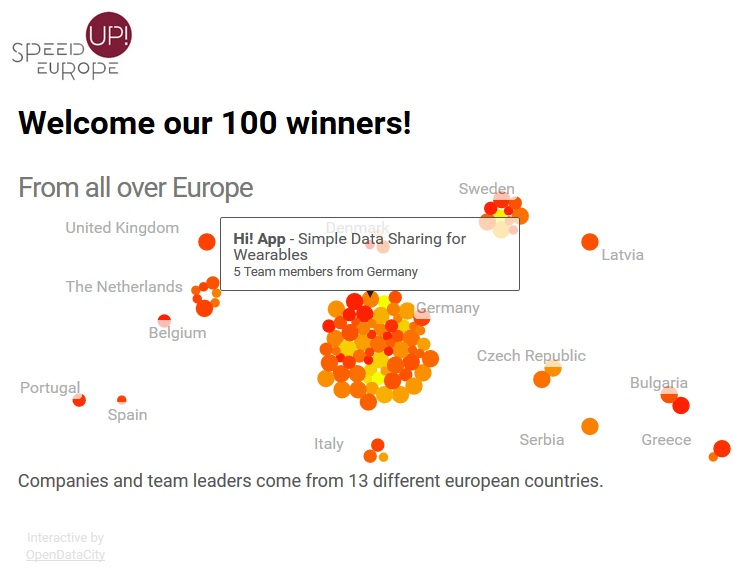 SPEED UP!
EUROPE
Welcome our 100 winners!
From all over Europe
Sweden
United Kingdom
Denmark
Hi! App - Simple Data Sharing for
Wearables
5 Team members from Germany
Latvia
The Netherlands
Germany
Belgium
Czech Republic
Portugal
Bulgaria
Spain
Italy
Serbia
Greece
Companies and team leaders come from 13 different european countries.
Interactive by
OpenDataCity